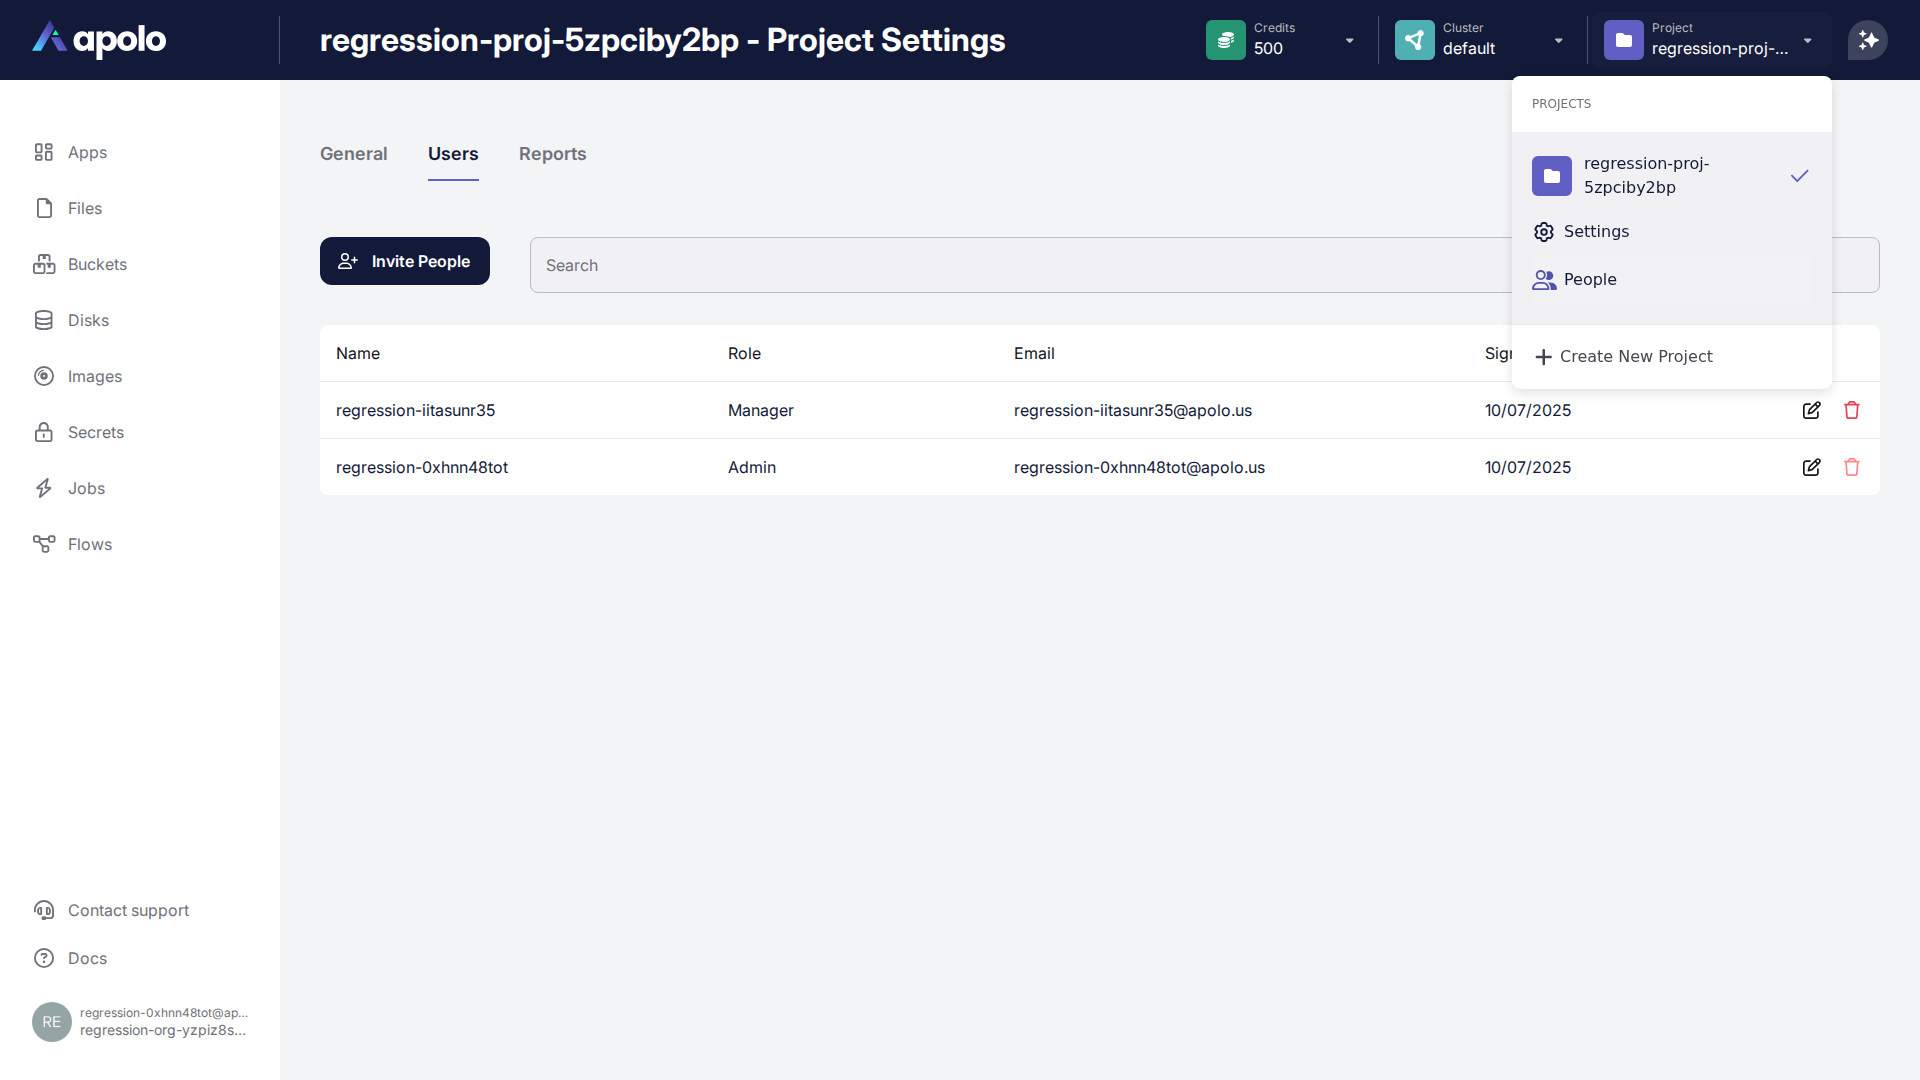 apolo
regression-proj-5zpciby2bp - Project Settings
Credits
500
Cluster
default
Project
regression-proj-...
PROJECTS
regression-proj-
5zpciby2bp
Settings
People
Create New Project
Apps
Files
Buckets
Disks
Images
Secrets
Jobs
Flows
General Users Reports
Invite People
Search
Name Role Email
regression-iitasunr35 Manager regression-iitasunr35@apolo.us 10/07/2025
regression-0xhnn48tot Admin regression-0xhnn48tot@apolo.us 10/07/2025
Contact support
Docs
RE
regression-0xhnn48tot@ap...
regression-org-yzpiz8s...